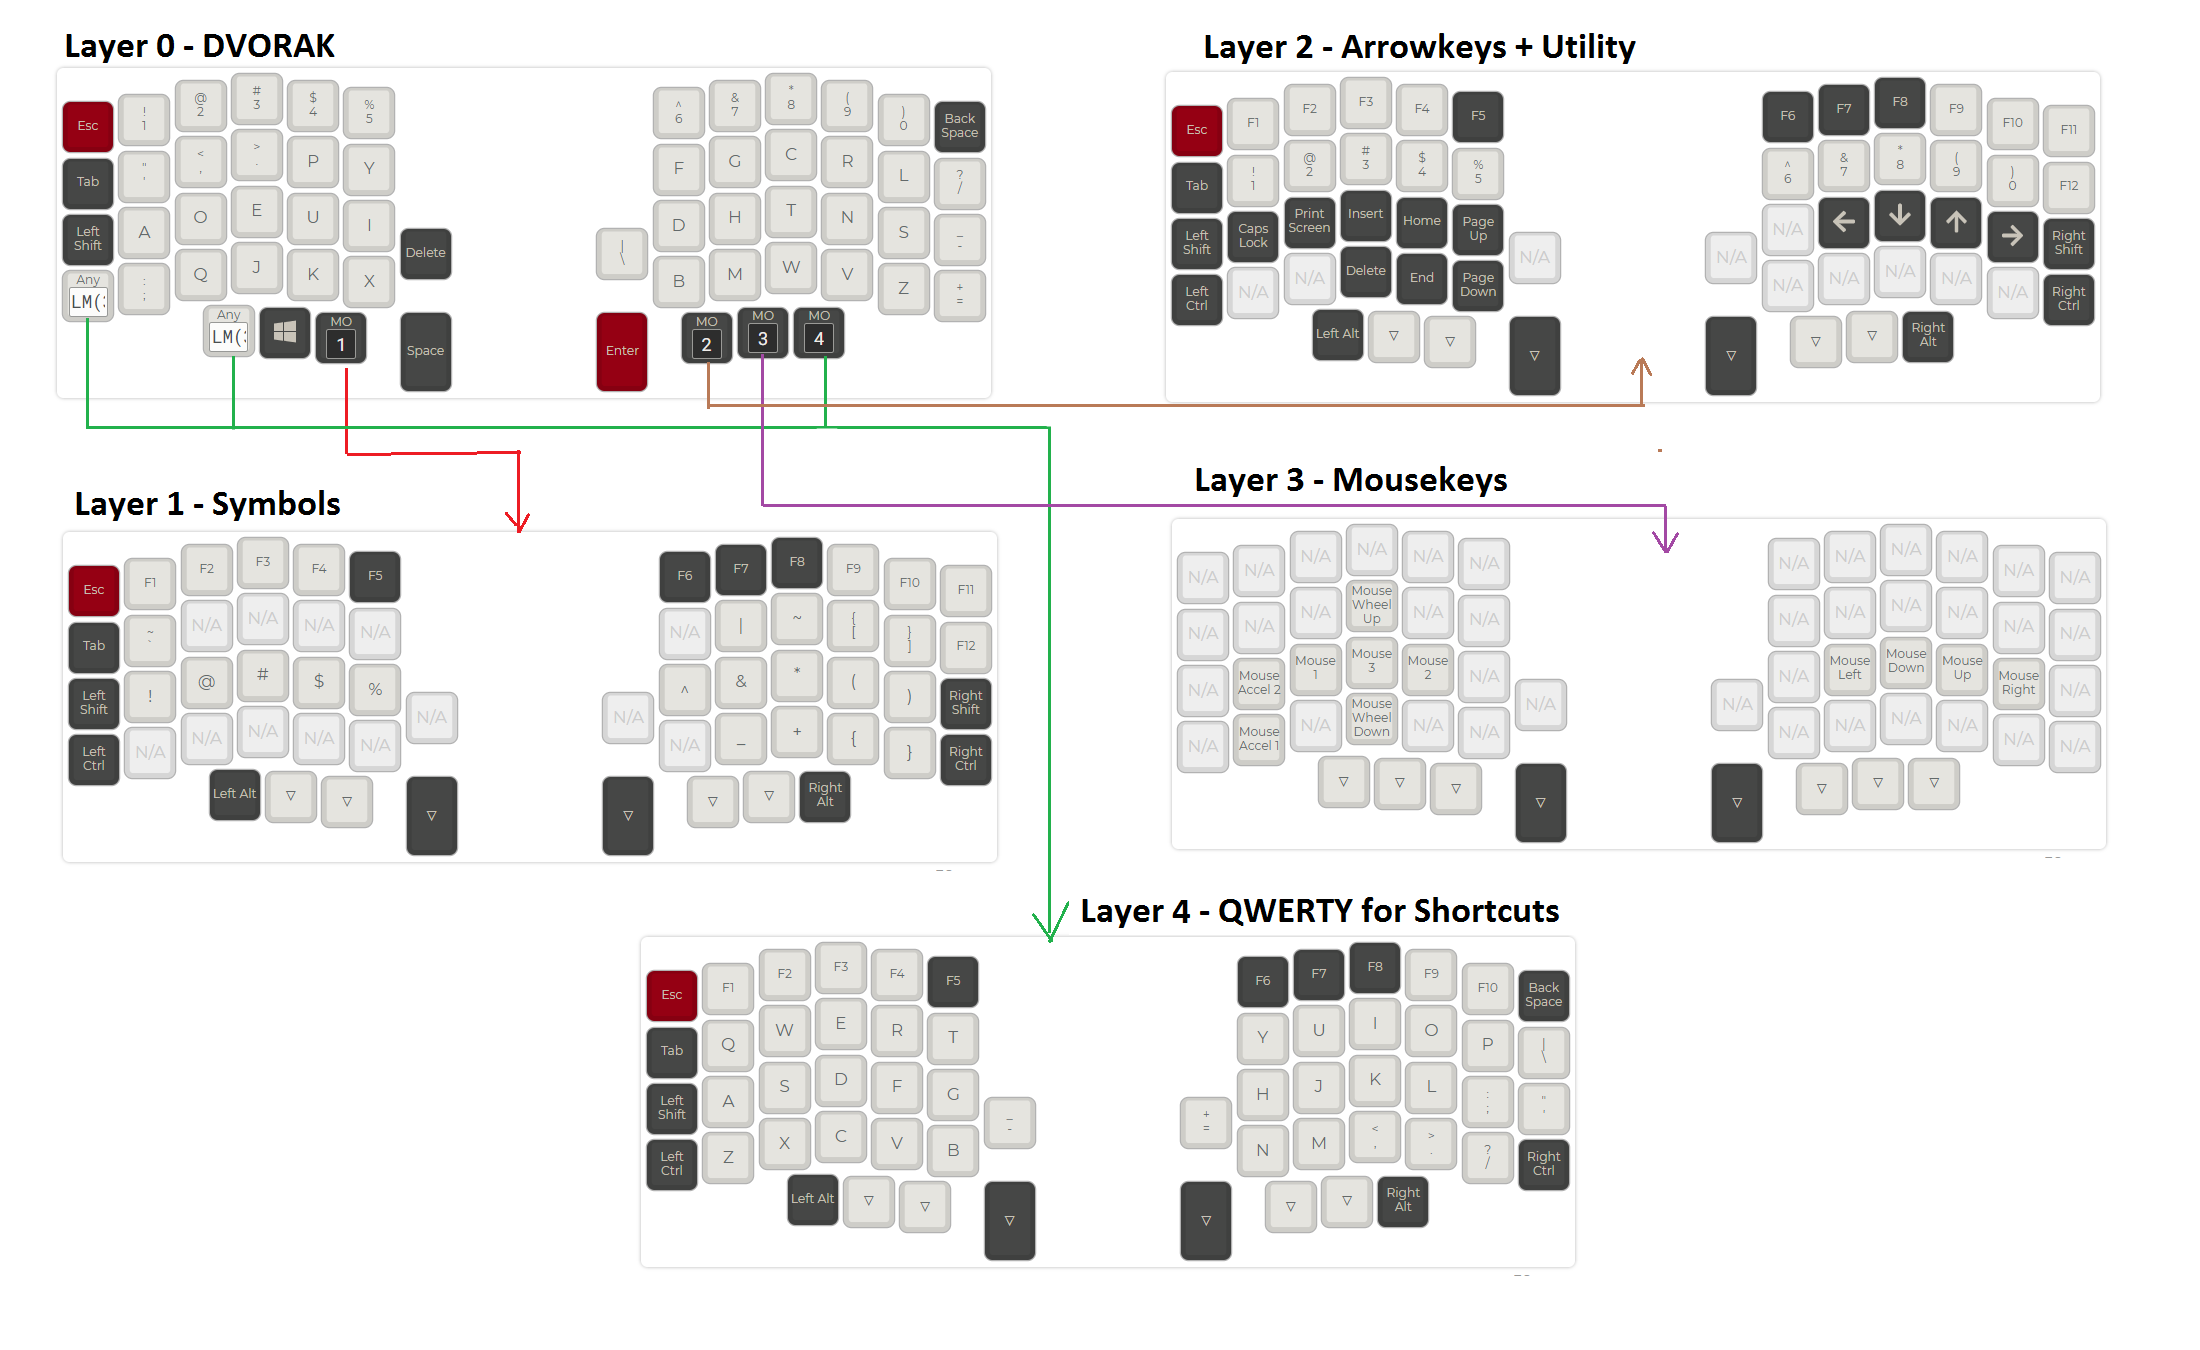 Layer 0 - DVORAK
Esc ! 1 @ 2 # 3 $ 4 % 5 ^ 6 & 7 * 8 ( 9 ) 0 Back Space
Tab " ' < , > . P Y F G C R L ? /
Left Shift A O E U I Delete | \ D H T N S _ -
Any LM( : ; Q J K X B M W V Z + =
Any LM( MO 1 Space Enter MO 2 MO 3 MO 4
Layer 2 - Arrowkeys + Utility
Esc F1 F2 F3 F4 F5 F6 F7 F8 F9 F10 F11
Tab ! 1 @ 2 # 3 $ 4 % 5 ^ 6 & 7 * 8 ( 9 ) 0 F12
Left Shift Caps Lock Print Screen Insert Home Page Up N/A N/A N/A ← ↓ ↑ → Right Shift
Left Ctrl N/A N/A Delete End Page Down N/A N/A N/A N/A N/A Right Ctrl
Left Alt ▽ ▽ ▽ ▽ ▽ ▽ Right Alt
Layer 1 - Symbols
Esc F1 F2 F3 F4 F5 F6 F7 F8 F9 F10 F11
Tab ~ ` N/A N/A N/A N/A N/A | ~ { [ } ] F12
Left Shift ! @ # $ % N/A N/A ^ & * ( ) Right Shift
Left Ctrl N/A N/A N/A N/A N/A N/A _ + { } Right Ctrl
Left Alt ▽ ▽ ▽ ▽ ▽ ▽ Right Alt
Layer 3 - Mousekeys
N/A N/A N/A N/A N/A N/A N/A N/A N/A N/A N/A N/A
N/A N/A N/A Mouse Wheel Up N/A N/A N/A N/A N/A N/A N/A N/A
N/A Mouse Accel 2 Mouse 1 Mouse 3 Mouse 2 N/A N/A N/A N/A Mouse Left Mouse Down Mouse Up Mouse Right N/A
N/A Mouse Accel 1 N/A Mouse Wheel Down N/A N/A N/A N/A N/A N/A N/A N/A
▽ ▽ ▽ ▽ ▽ ▽ ▽ ▽
Layer 4 - QWERTY for Shortcuts
Esc F1 F2 F3 F4 F5 F6 F7 F8 F9 F10 Back Space
Tab Q W E R T Y U I O P | \
Left Shift A S D F G _ - + = H J K L : ; " '
Left Ctrl Z X C V B N M < , > . ? / Right Ctrl
Left Alt ▽ ▽ ▽ ▽ ▽ ▽ Right Alt